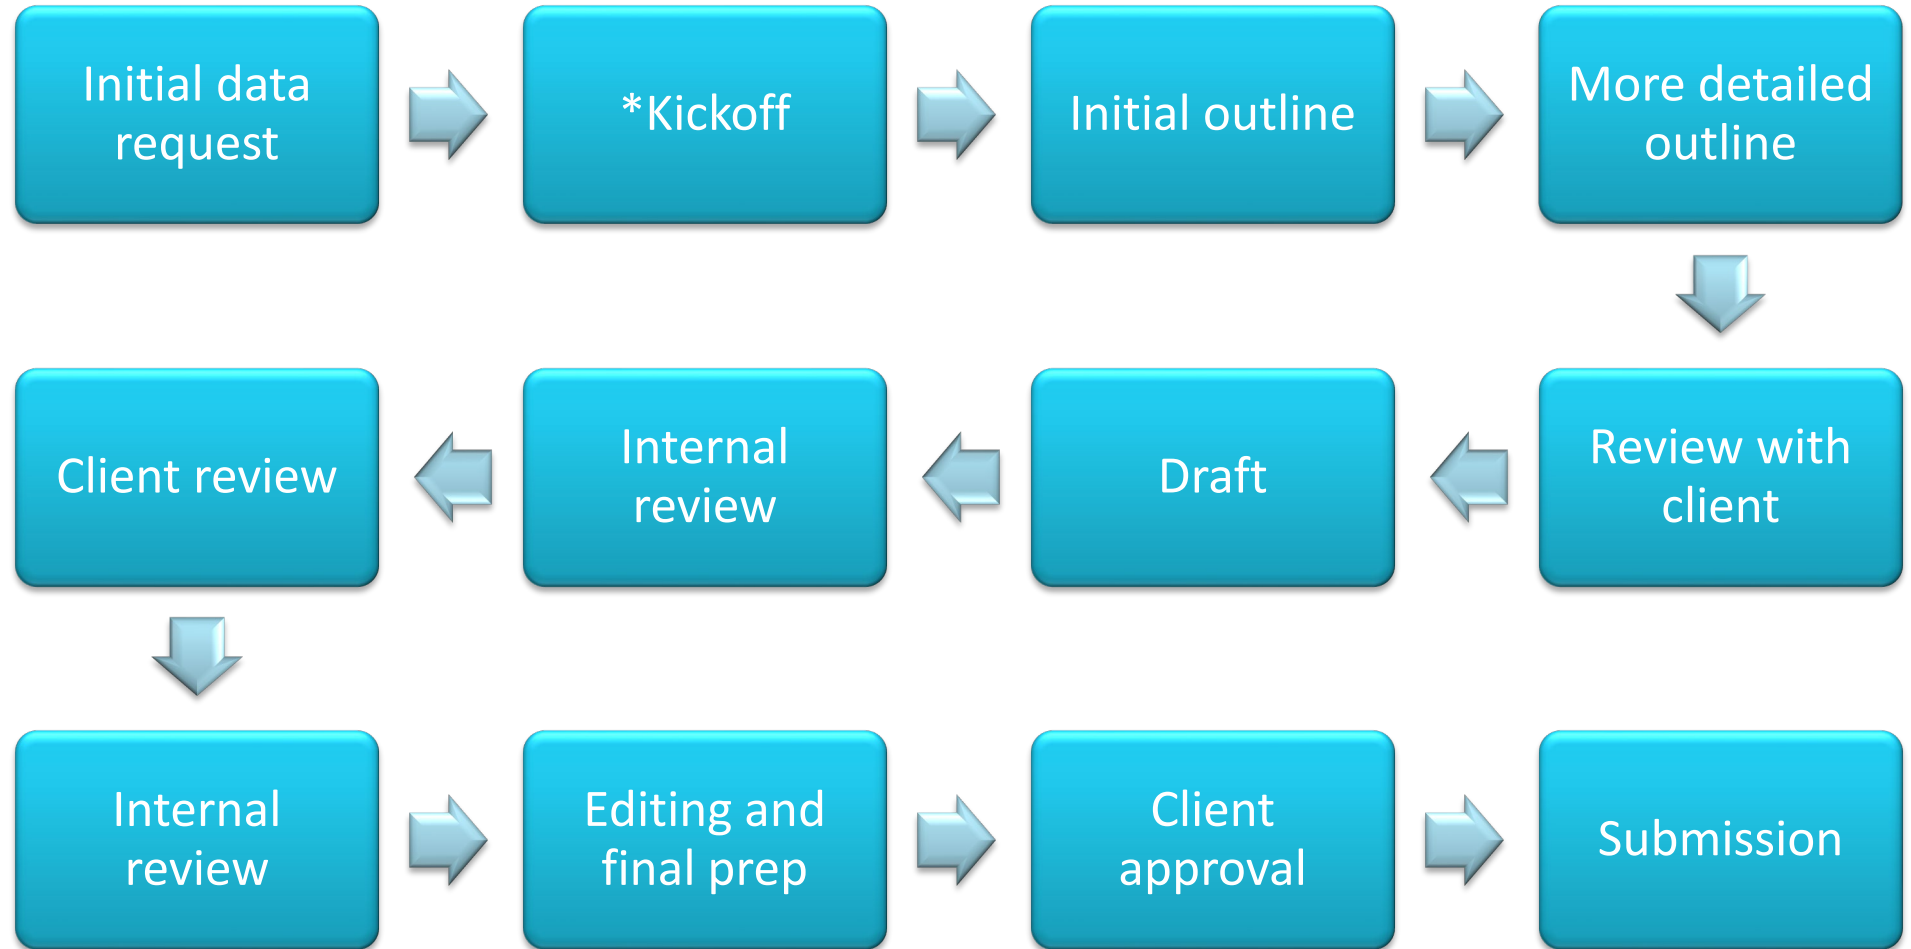 Initial data
request
*Kickoff
Initial outline
More detailed
outline
Review with
client
Draft
Internal
review
Client review
Internal
review
Editing and
final prep
Client
approval
Submission